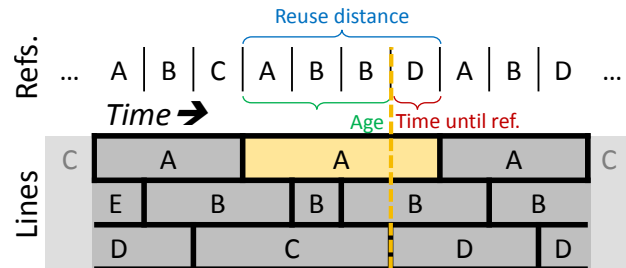 Reuse distance
Refs.
... A B C A B B D A B D ...
Time → Age Time until ref.
Lines
C A A A C
E B B B B
D C D D